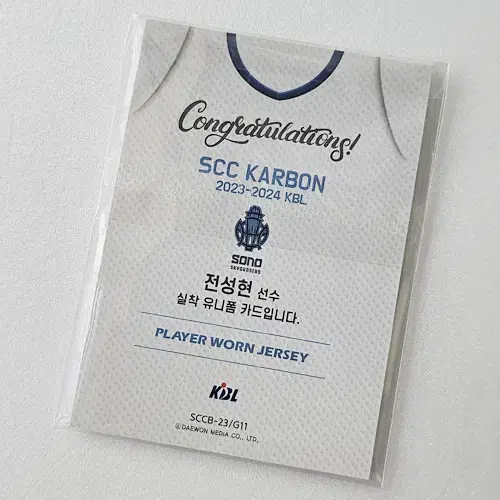 Congratulations!
SCC KARBON
2023-2024 KBL
SONO
SKYGUNNERS
전성현 선수
실착 유니폼 카드입니다.
PLAYER WORN JERSEY
KBL
SCCB-23/G11
ⓒDAEWON MEDIA CO., LTD.